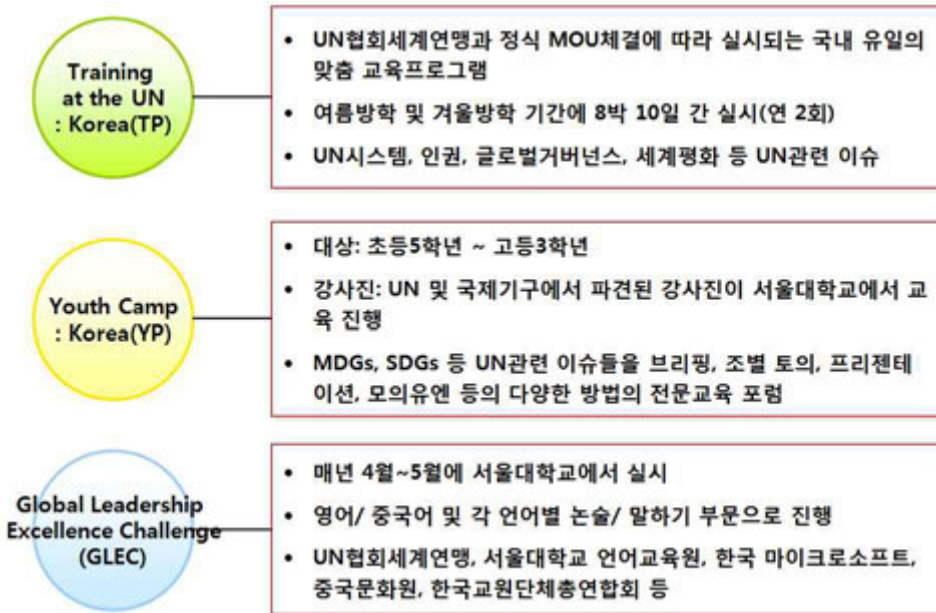 Training
at the UN
: Korea(TP)
• UN협회세계연맹과 정식 MOU체결에 따라 실시되는 국내 유일의
맞춤 교육프로그램
• 여름방학 및 겨울방학 기간에 8박 10일 간 실시(연 2회)
• UN시스템, 인권, 글로벌거버넌스, 세계평화 등 UN관련 이슈
Youth Camp
: Korea(YP)
• 대상: 초등5학년 ~ 고등3학년
• 강사진: UN 및 국제기구에서 파견된 강사진이 서울대학교에서 교
육 진행
• MDGs, SDGs 등 UN관련 이슈들을 브리핑, 조별 토의, 프리젠테
이션, 모의유엔 등의 다양한 방법의 전문교육 포럼
Global Leadership
Excellence Challenge
(GLEC)
• 매년 4월~5월에 서울대학교에서 실시
• 영어/ 중국어 및 각 언어별 논술/ 말하기 부문으로 진행
• UN협회세계연맹, 서울대학교 언어교육원, 한국 마이크로소프트,
중국문화원, 한국교원단체총연합회 등